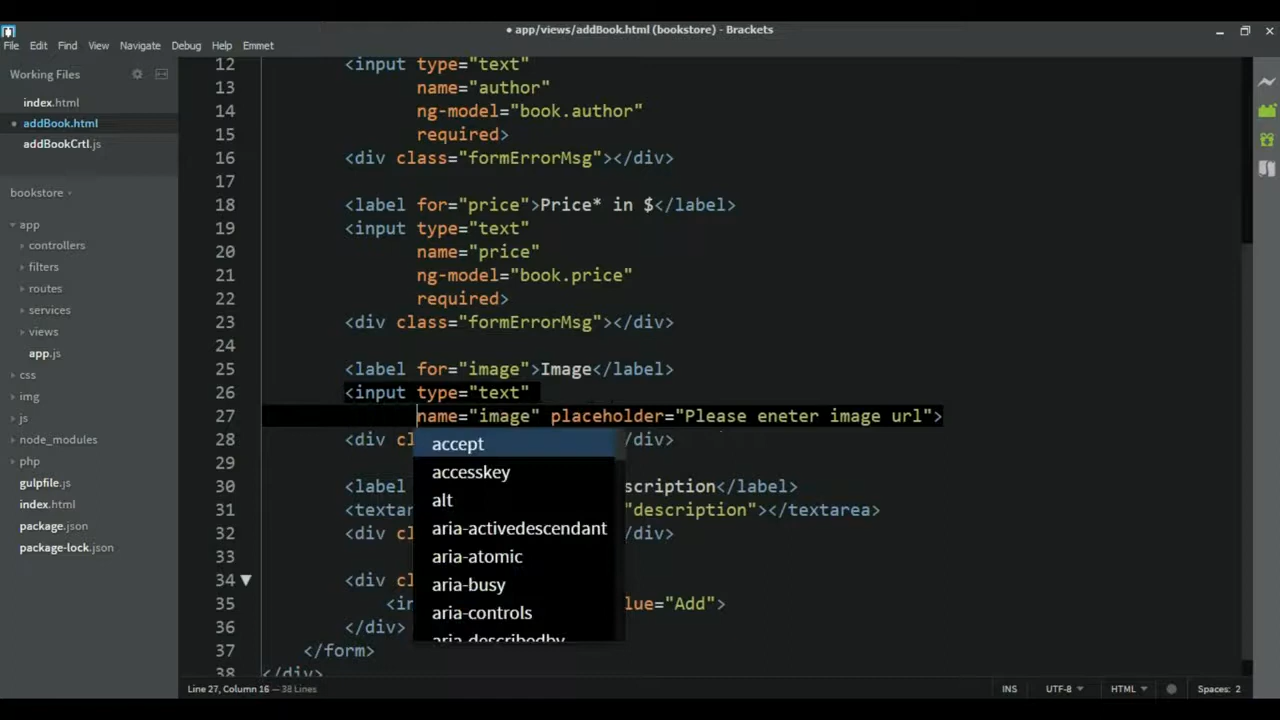 • app/views/addBook.html (bookstore) - Brackets
File Edit Find View Navigate Debug Help Emmet
Working Files
index.html
• addBook.html
addBookCrtl.js
bookstore
app
controllers
filters
routes
services
views
app.js
css
img
js
node_modules
php
gulpfile.js
index.html
package.json
package-lock.json
12 <input type="text"
13 name="author"
14 ng-model="book.author"
15 required>
16 <div class="formErrorMsg"></div>
17
18 <label for="price">Price* in $</label>
19 <input type="text"
20 name="price"
21 ng-model="book.price"
22 required>
23 <div class="formErrorMsg"></div>
24
25 <label for="image">Image</label>
26 <input type="text"
27 name="image" placeholder="Please eneter image url">
28 <div cl /div>
29
30 <label scription</label>
31 <textar "description"></textarea>
32 <div cl /div>
33
34 <div cl
35 <in lue="Add">
36 </div>
37 </form>
38 </div>
accept
accesskey
alt
aria-activedescendant
aria-atomic
aria-busy
aria-controls
aria-describedby
Line 27, Column 16 — 38 Lines
INS UTF-8 HTML Spaces: 2